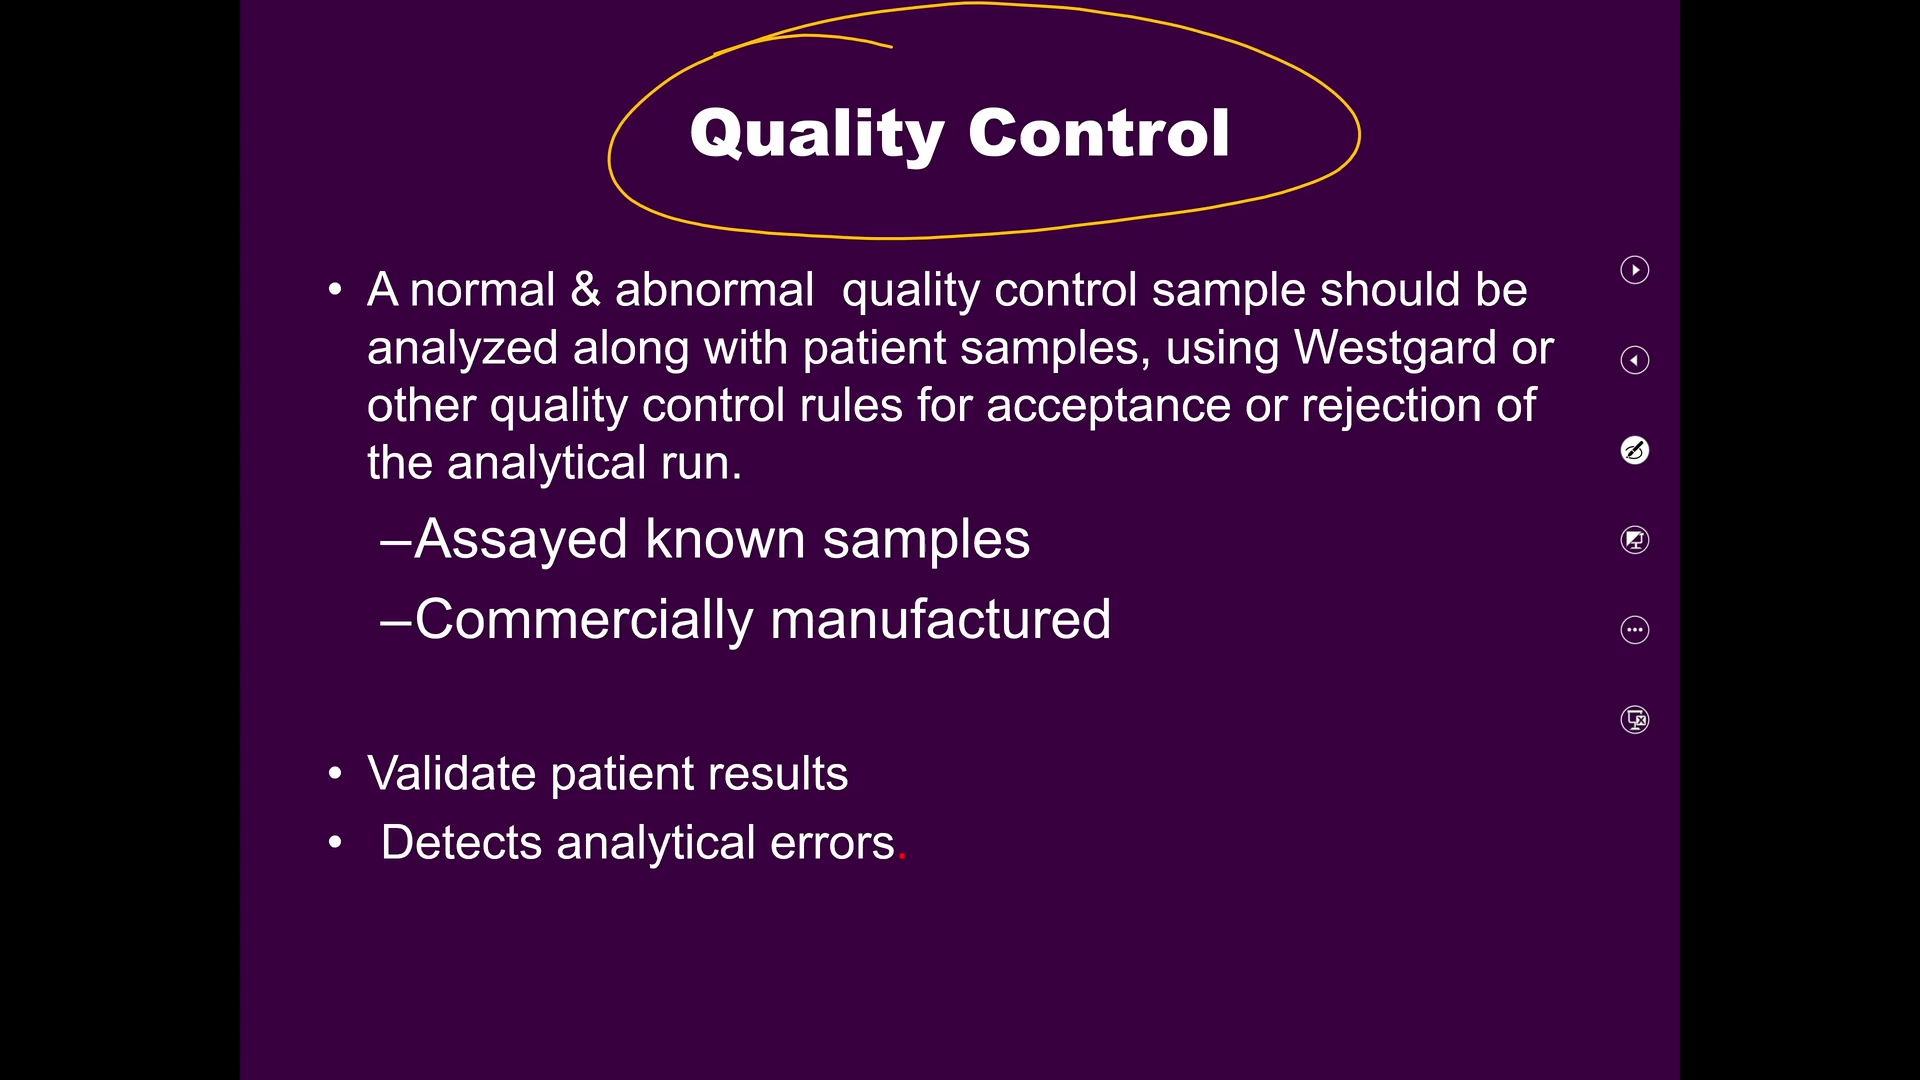 Quality Control
• A normal & abnormal  quality control sample should be
analyzed along with patient samples, using Westgard or
other quality control rules for acceptance or rejection of
the analytical run.
–Assayed known samples
–Commercially manufactured
• Validate patient results
• Detects analytical errors.